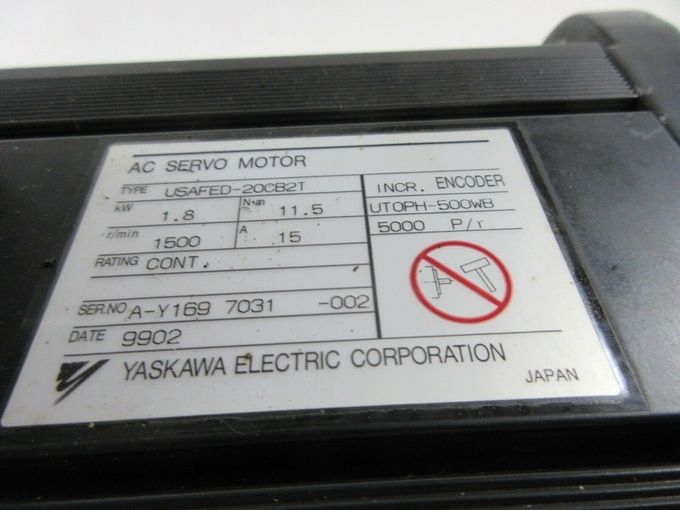 AC SERVO MOTOR
TYPE USAFED-20CB2T
kW 1.8 N·m 11.5
r/min 1500 A 15
RATING CONT.
INCR. ENCODER
UTOPH-500WB
5000 P/r
SER.NO A-Y169 7031 -002
DATE 9902
YASKAWA ELECTRIC CORPORATION
JAPAN